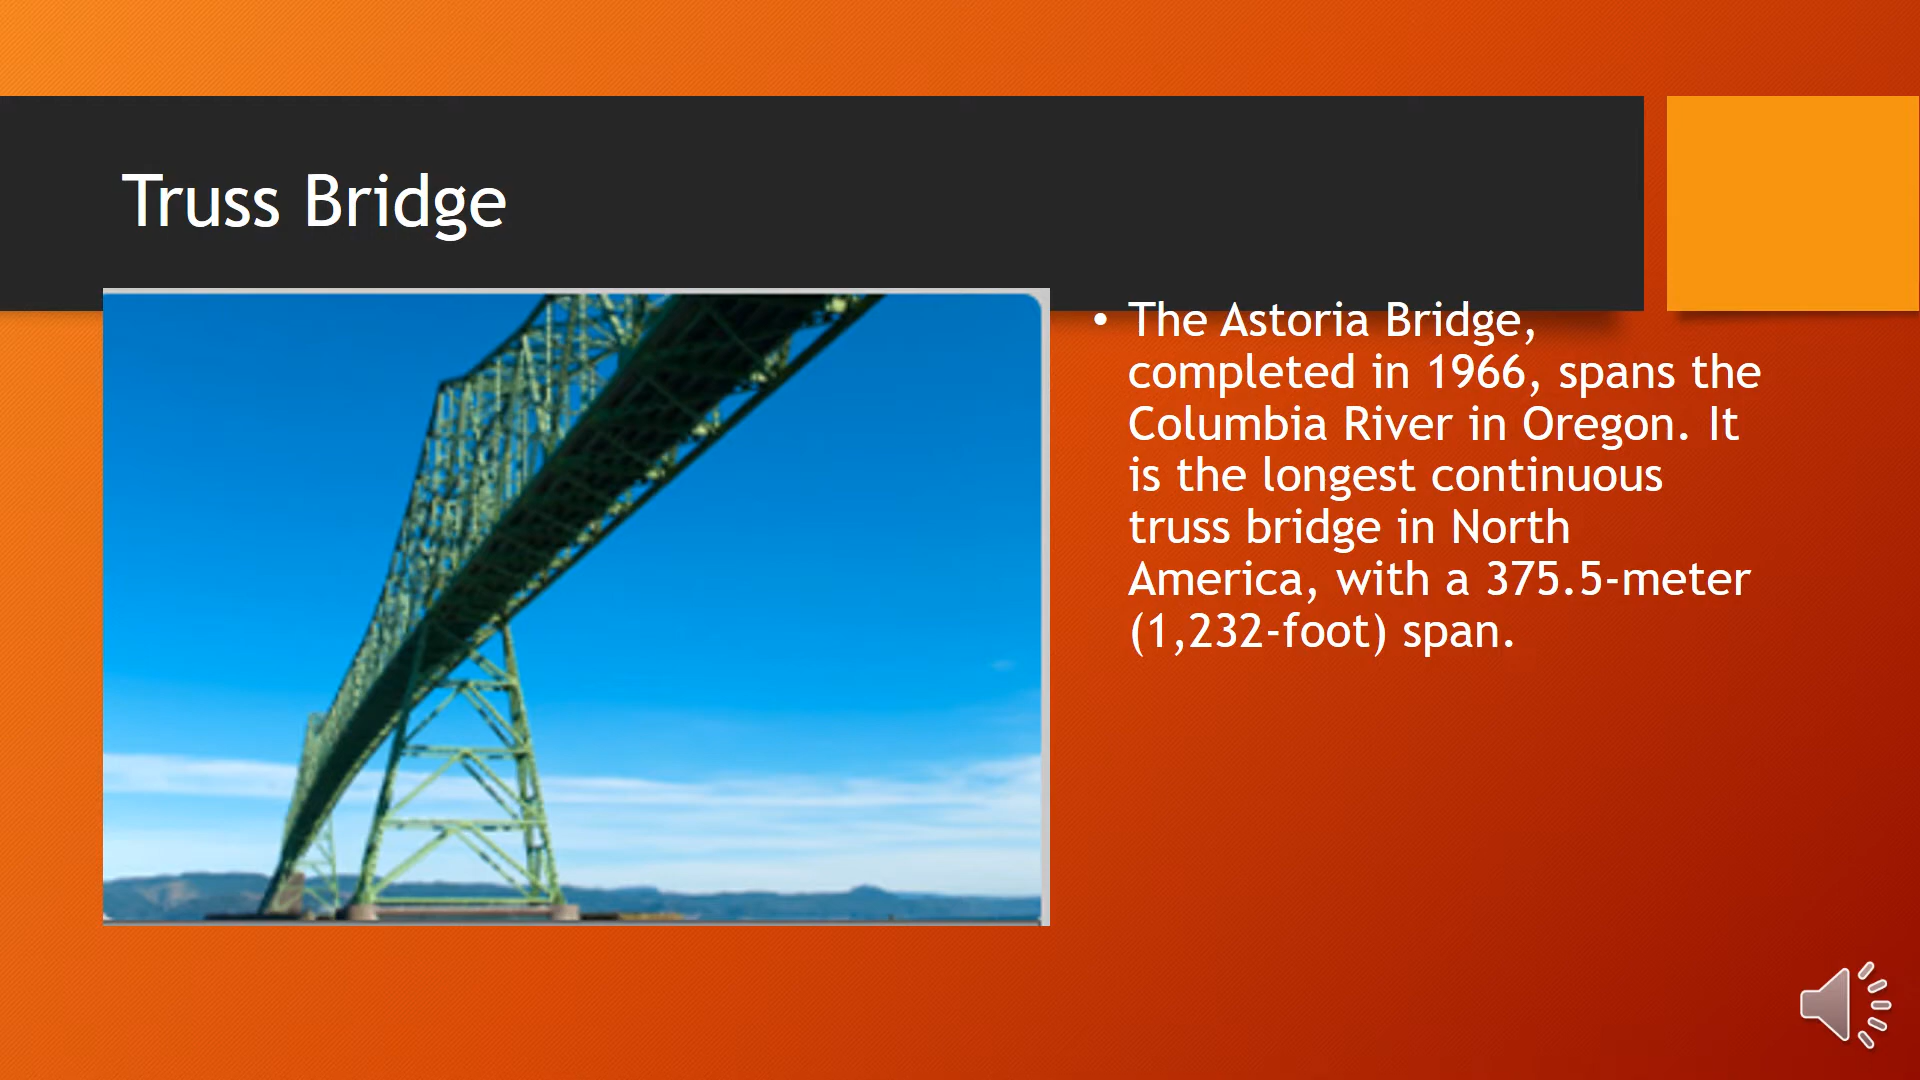 Truss Bridge
• The Astoria Bridge,
completed in 1966, spans the
Columbia River in Oregon. It
is the longest continuous
truss bridge in North
America, with a 375.5-meter
(1,232-foot) span.